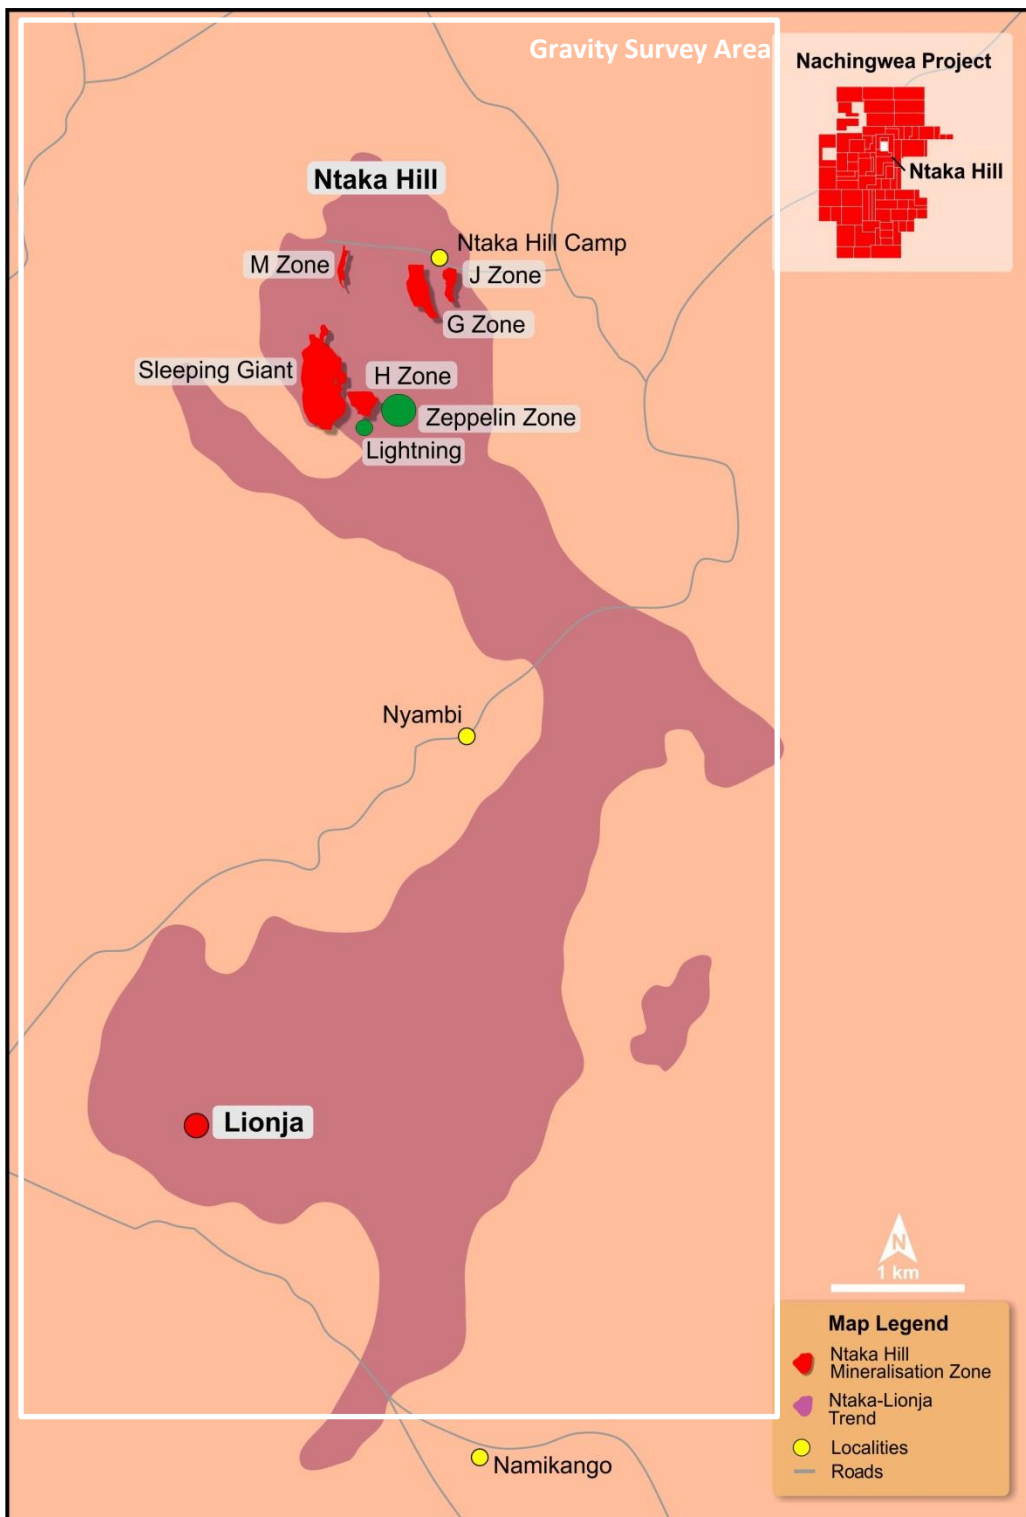 Gravity Survey Area
Nachingwea Project
Ntaka Hill
Ntaka Hill
Ntaka Hill Camp
M Zone
J Zone
G Zone
Sleeping Giant
H Zone
Zeppelin Zone
Lightning
Nyambi
Lionja
N
1 km
Map Legend
Ntaka Hill
Mineralisation Zone
Ntaka-Lionja
Trend
Localities
Roads
Namikango